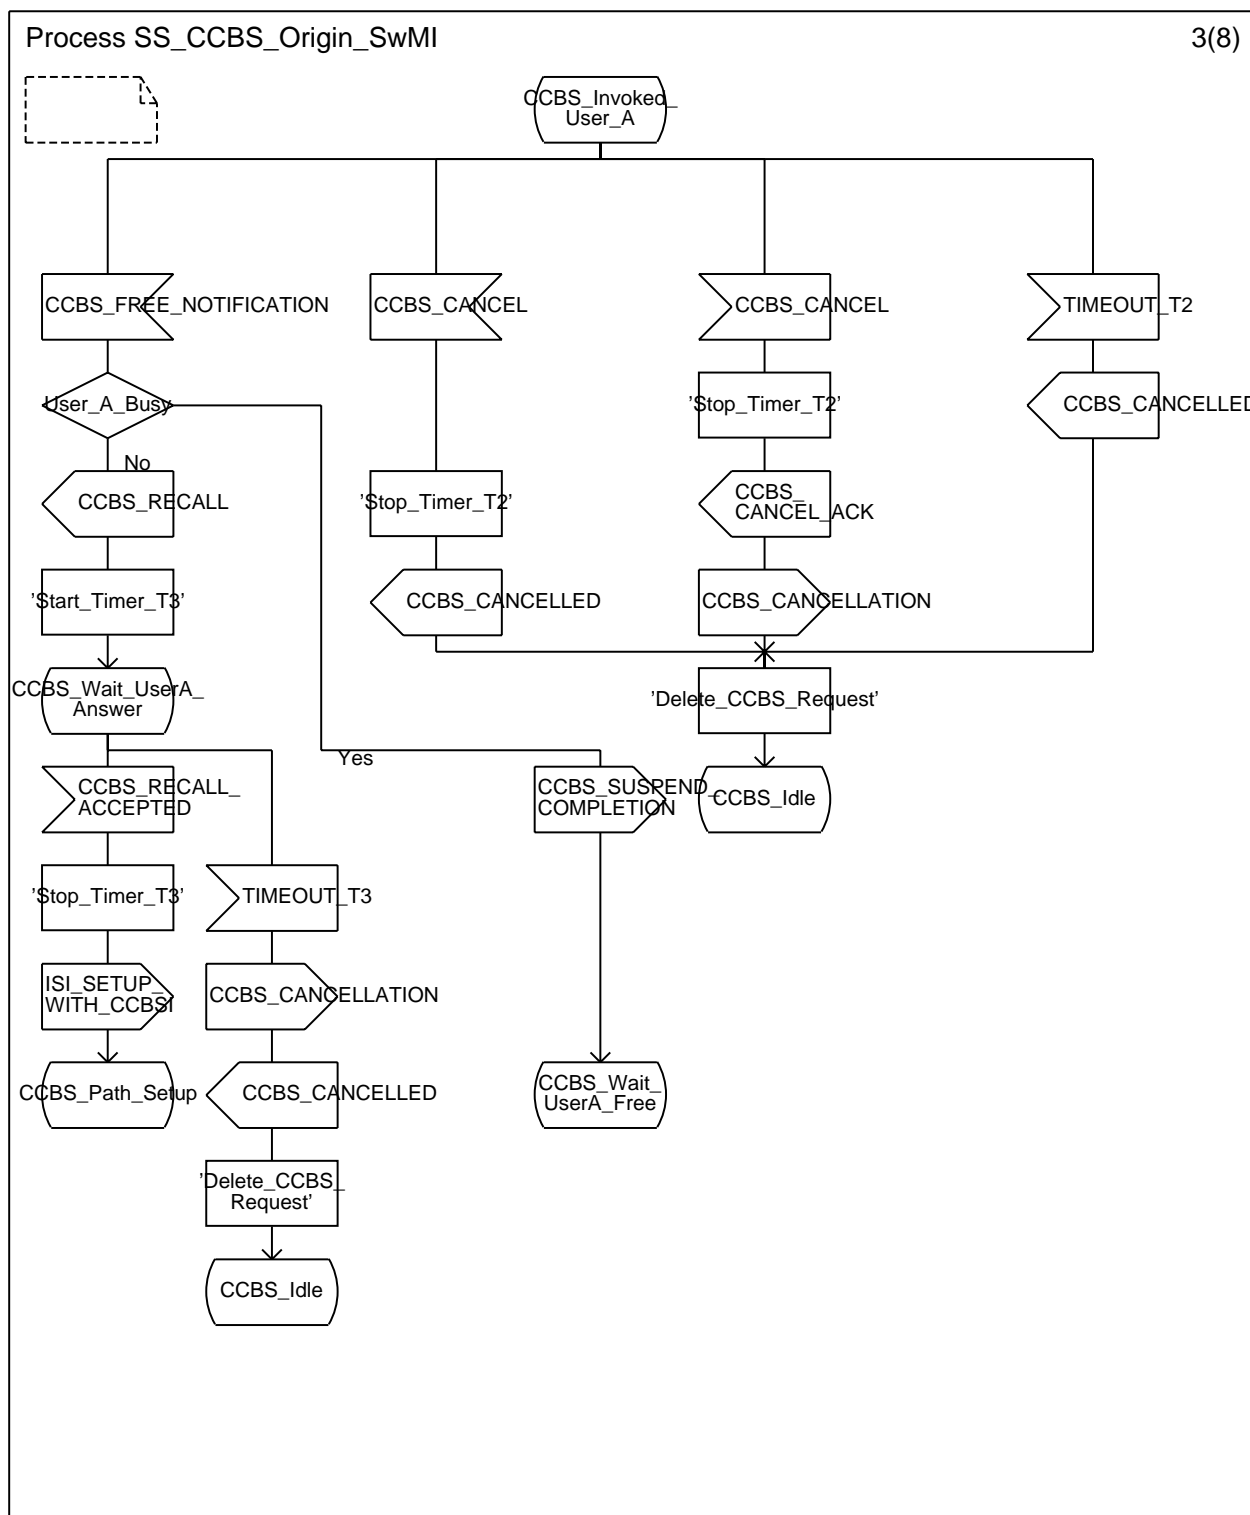 Process SS_CCBS_Origin_SwMI
3(8)
CCBS_Invoked_
User_A
CCBS_FREE_NOTIFICATION
CCBS_CANCEL
CCBS_CANCEL
TIMEOUT_T2
User_A_Busy
'Stop_Timer_T2'
CCBS_CANCELLED
No
CCBS_RECALL
'Stop_Timer_T2'
CCBS_
CANCEL_ACK
'Start_Timer_T3'
CCBS_CANCELLED
CCBS_CANCELLATION
CCBS_Wait_UserA_
Answer
'Delete_CCBS_Request'
Yes
CCBS_RECALL_
ACCEPTED
CCBS_SUSPEND_
COMPLETION
CCBS_Idle
'Stop_Timer_T3'
TIMEOUT_T3
ISI_SETUP_
WITH_CCBSI
CCBS_CANCELLATION
CCBS_Path_Setup
CCBS_CANCELLED
CCBS_Wait_
UserA_Free
'Delete_CCBS_
Request'
CCBS_Idle